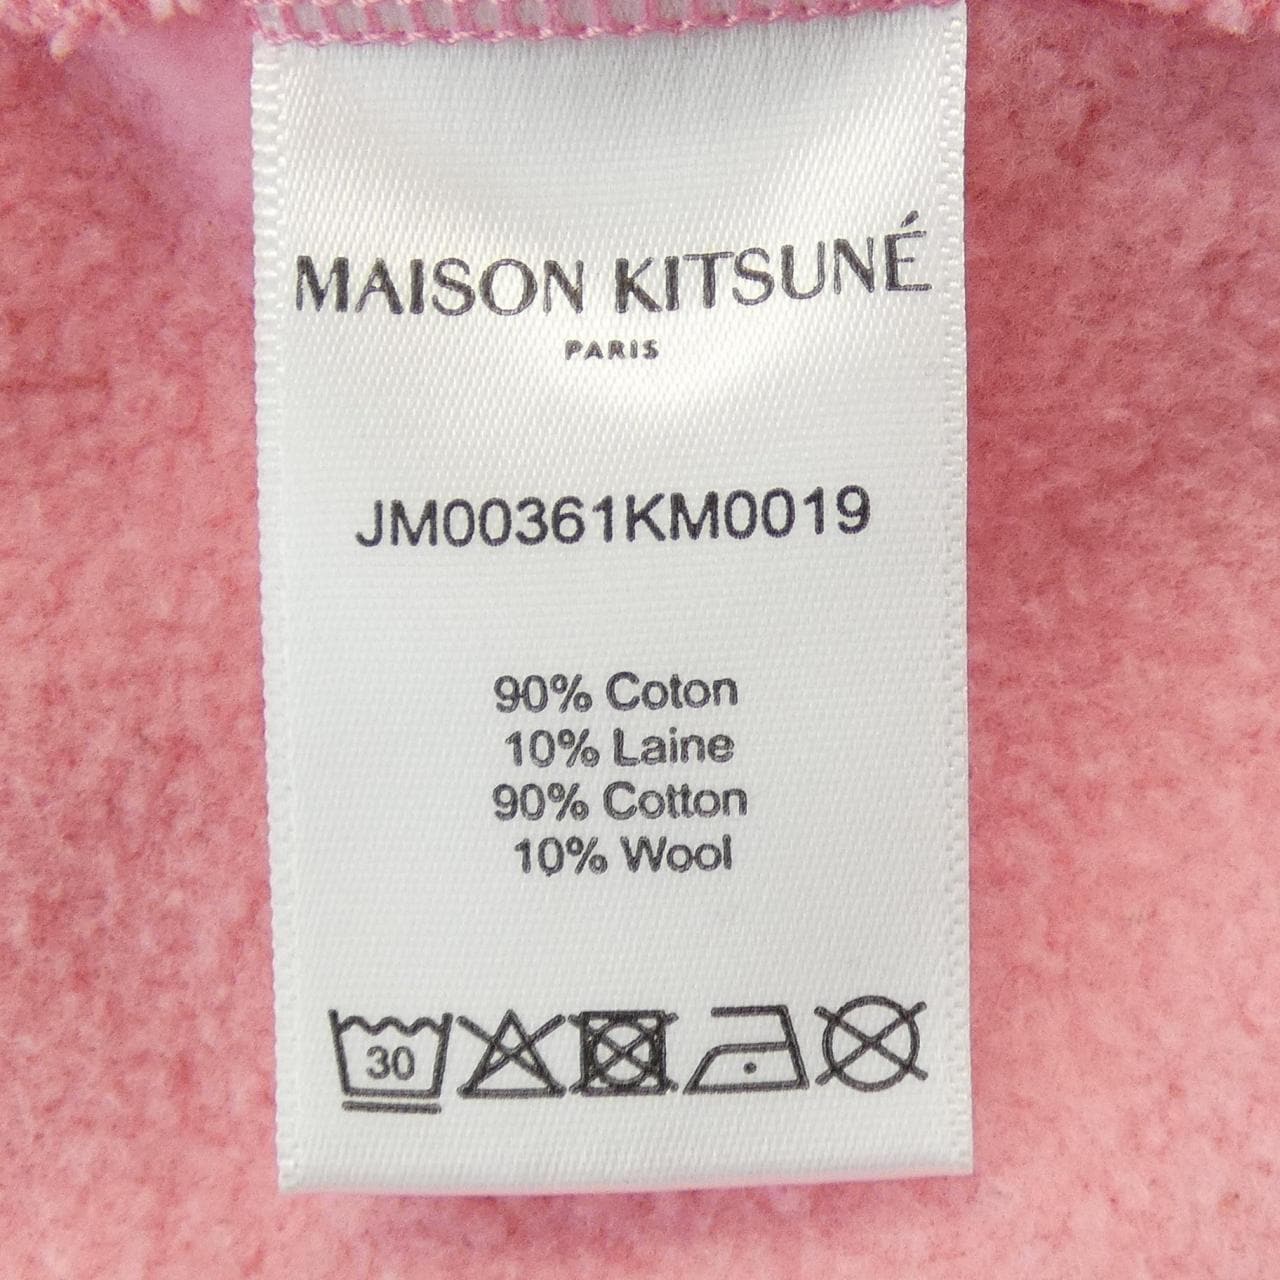 MAISON KITSUNÉ
PARIS
JM00361KM0019
90% Coton
10% Laine
90% Cotton
10% Wool
30